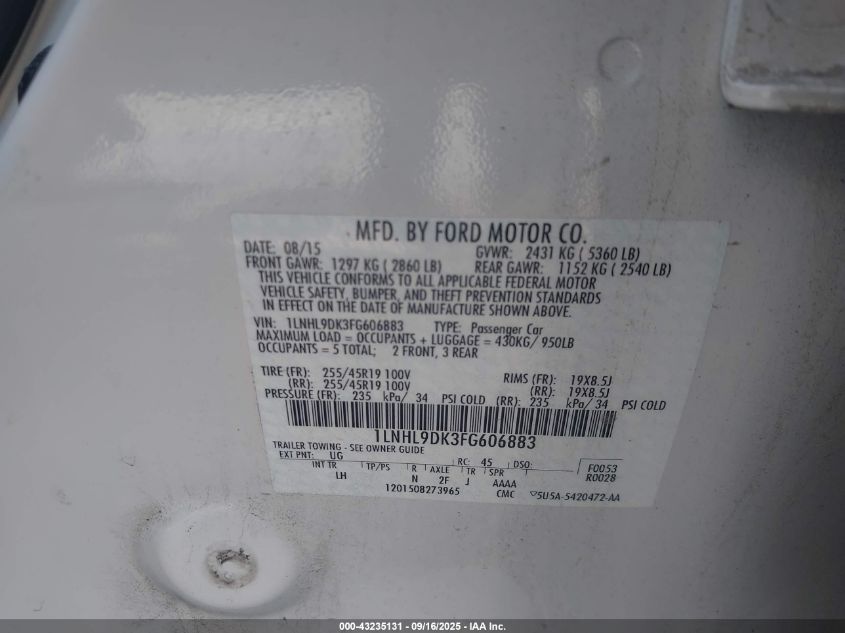 MFD. BY FORD MOTOR CO.
DATE: 08/15 GVWR: 2431 KG ( 5360 LB)
FRONT GAWR: 1297 KG ( 2860 LB) REAR GAWR: 1152 KG ( 2540 LB)
THIS VEHICLE CONFORMS TO ALL APPLICABLE FEDERAL MOTOR
VEHICLE SAFETY, BUMPER, AND THEFT PREVENTION STANDARDS
IN EFFECT ON THE DATE OF MANUFACTURE SHOWN ABOVE.
VIN: 1LNHL9DK3FG606883 TYPE: Passenger Car
MAXIMUM LOAD = OCCUPANTS + LUGGAGE = 430KG/ 950LB
OCCUPANTS = 5 TOTAL; 2 FRONT, 3 REAR
TIRE (FR): 255/45R19 100V RIMS (FR): 19X8.5J
(RR): 255/45R19 100V (RR): 19X8.5J
PRESSURE (FR): 235 kPa/ 34 PSI COLD (RR): 235 kPa/ 34 PSI COLD
1LNHL9DK3FG606883
TRAILER TOWING - SEE OWNER GUIDE
EXT PNT: UG RC: 45 DSO: F0053
INT TR TP/PS R AXLE TR SPR R0028
LH N 2F J AAAA
1201508273965 CMC 5U5A-5420472-AA
000-43235131 - 09/16/2025 - IAA Inc.